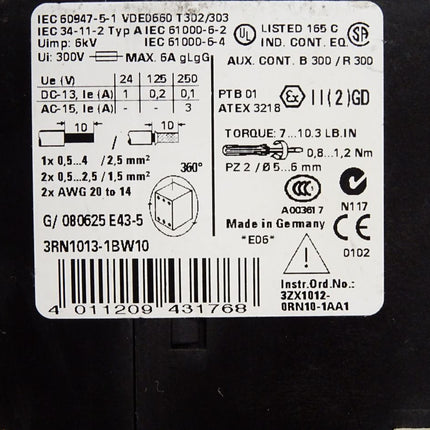 IEC 60947-5-1 VDE0660 T302/303
IEC 34-11-2 Typ A IEC 61000-6-2
Uimp: 6kV IEC 61000-6-4
Ui: 300V MAX. 6A gLgG
UL LISTED 165 C
IND. CONT. EQ.
AUX. CONT. B 300 / R 300
Ue (V) 24 125 250
DC-13, Ie (A) 1 0,2 0,1
AC-15, Ie (A) 3
PTB 01
ATEX 3218
Ex II(2)GD
10 / 10
1x 0,5...4 / 2,5 mm²
2x 0,5...2,5 / 1,5 mm²
2x AWG 20 to 14
360°
TORQUE: 7...10.3 LB.IN
0,8...1,2 Nm
PZ 2 / Ø 5...6 mm
CCC
A003617
N117
G/ 080625 E43-5
3RN1013-1BW10
Made in Germany
*E06*
CE
0102
Instr.Ord.No.:
3ZX1012-
0RN10-1AA1
4 011209 431768